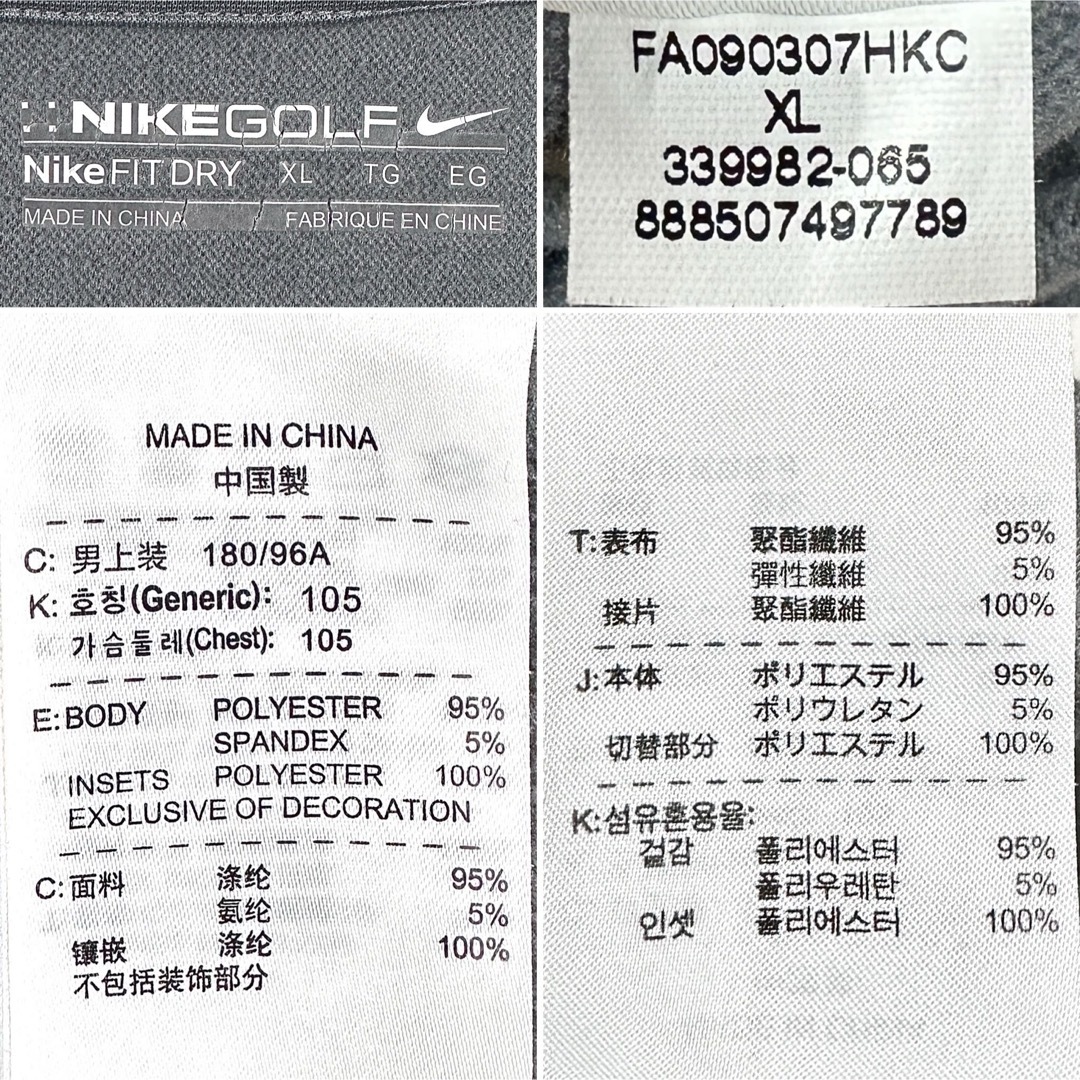 NIKEGOLF
NikeFIT DRY XL TG EG
MADE IN CHINA FABRIQUE EN CHINE
FA090307HKC
XL
339982-065
888507497789
MADE IN CHINA
中国製
C: 男上装 180/96A
K: 호칭(Generic): 105
가슴둘레(Chest): 105
E: BODY POLYESTER 95%
SPANDEX 5%
INSETS POLYESTER 100%
EXCLUSIVE OF DECORATION
C: 面料 涤纶 95%
氨纶 5%
镶嵌 涤纶 100%
不包括装饰部分
T: 表布 聚酯纖維 95%
彈性纖維 5%
接片 聚酯纖維 100%
J: 本体 ポリエステル 95%
ポリウレタン 5%
切替部分 ポリエステル 100%
K: 섬유혼용율:
겉감 폴리에스터 95%
폴리우레탄 5%
인셋 폴리에스터 100%